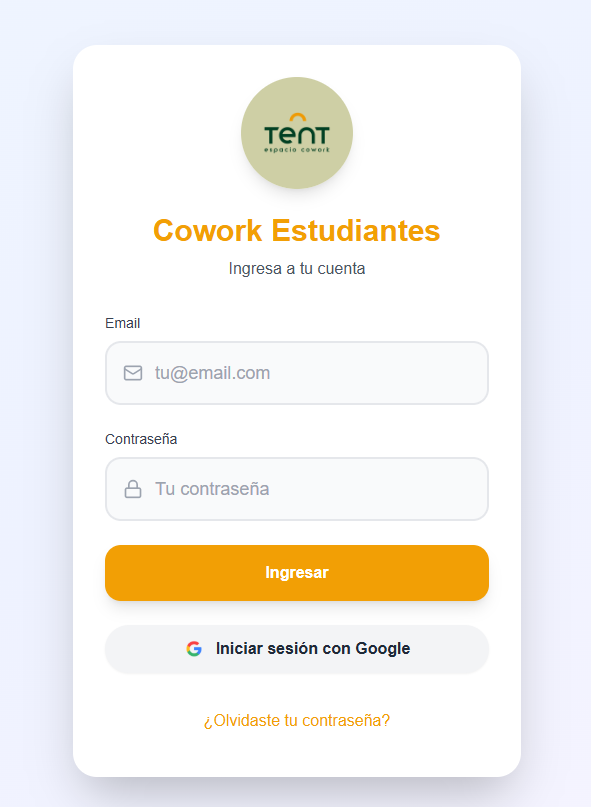 TENT
espacio cowork
Cowork Estudiantes
Ingresa a tu cuenta
Email
tu@email.com
Contraseña
Tu contraseña
Ingresar
Iniciar sesión con Google
¿Olvidaste tu contraseña?